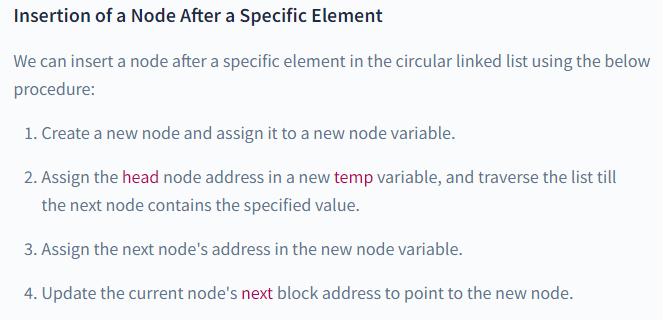 Insertion of a Node After a Specific Element
We can insert a node after a specific element in the circular linked list using the below
procedure:
1. Create a new node and assign it to a new node variable.
2. Assign the head node address in a new temp variable, and traverse the list till
the next node contains the specified value.
3. Assign the next node's address in the new node variable.
4. Update the current node's next block address to point to the new node.